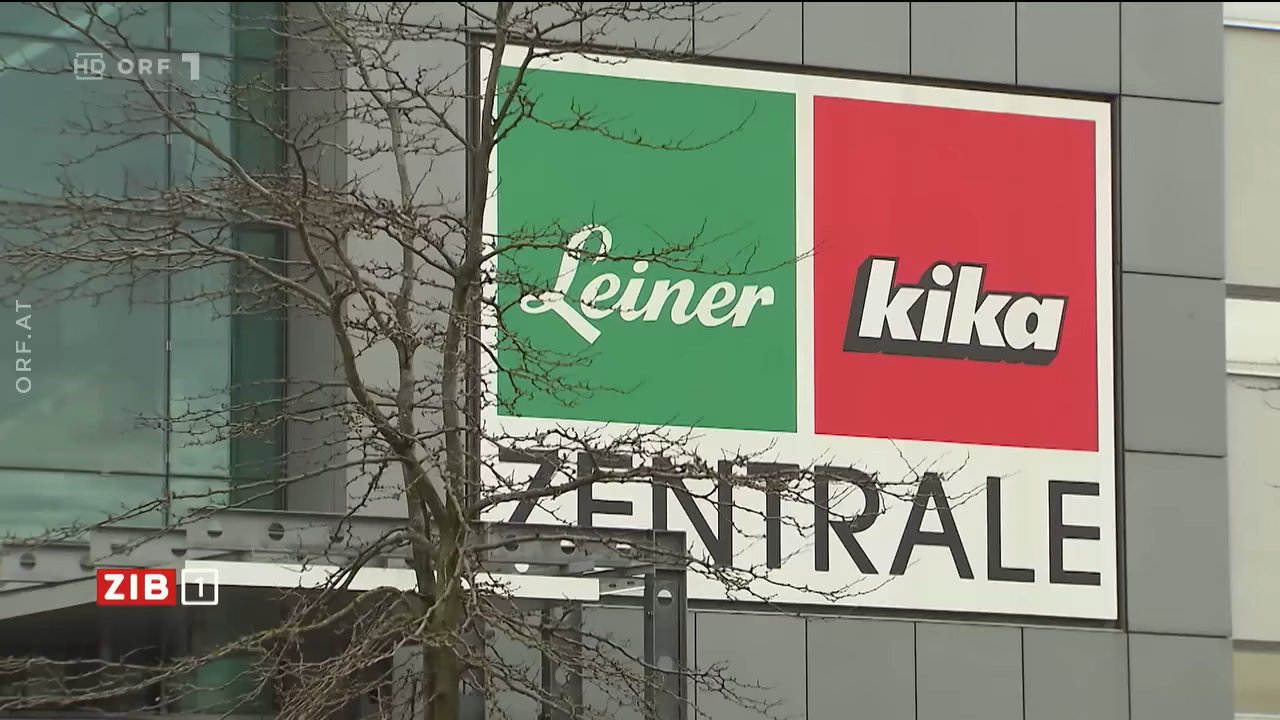 HD ORF 1
Leiner
kika
ZENTRALE
ORF.AT
ZIB 1